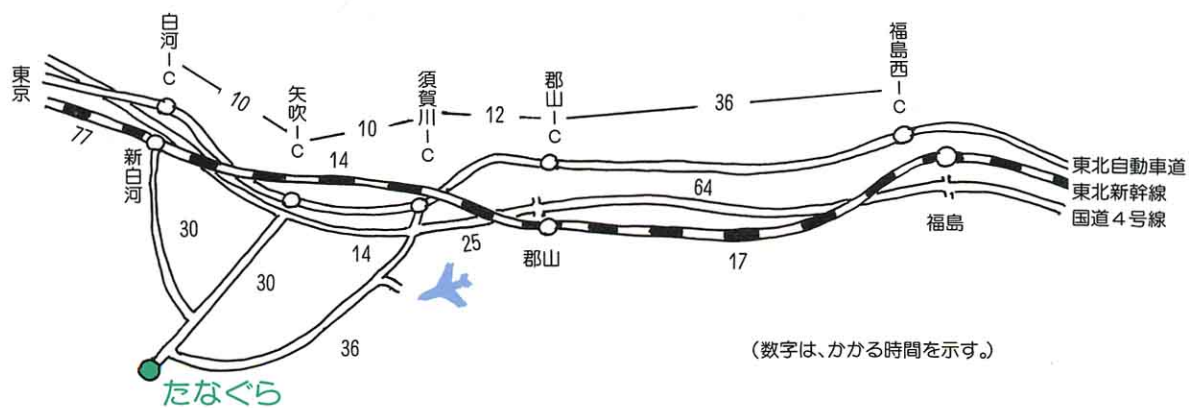 白河IC
10
矢吹IC
10
須賀川IC
12
郡山IC
36
福島西IC
東京
77
新白河
14
64
東北自動車道
東北新幹線
国道4号線
福島
郡山
17
25
14
30
30
36
たなぐら
(数字は、かかる時間を示す。)